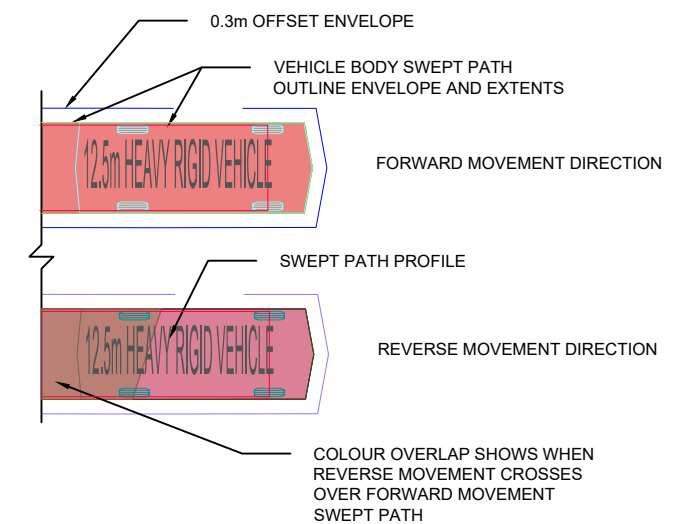 0.3m OFFSET ENVELOPE
VEHICLE BODY SWEPT PATH
OUTLINE ENVELOPE AND EXTENTS
12.5m HEAVY RIGID VEHICLE
FORWARD MOVEMENT DIRECTION
SWEPT PATH PROFILE
12.5m HEAVY RIGID VEHICLE
REVERSE MOVEMENT DIRECTION
COLOUR OVERLAP SHOWS WHEN
REVERSE MOVEMENT CROSSES
OVER FORWARD MOVEMENT
SWEPT PATH